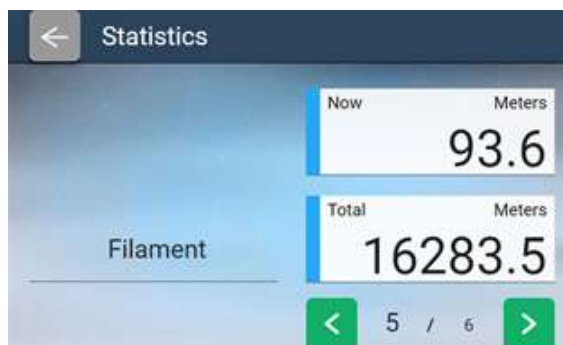 Statistics
Now Meters
93.6
Total Meters
16283.5
Filament
5 / 6